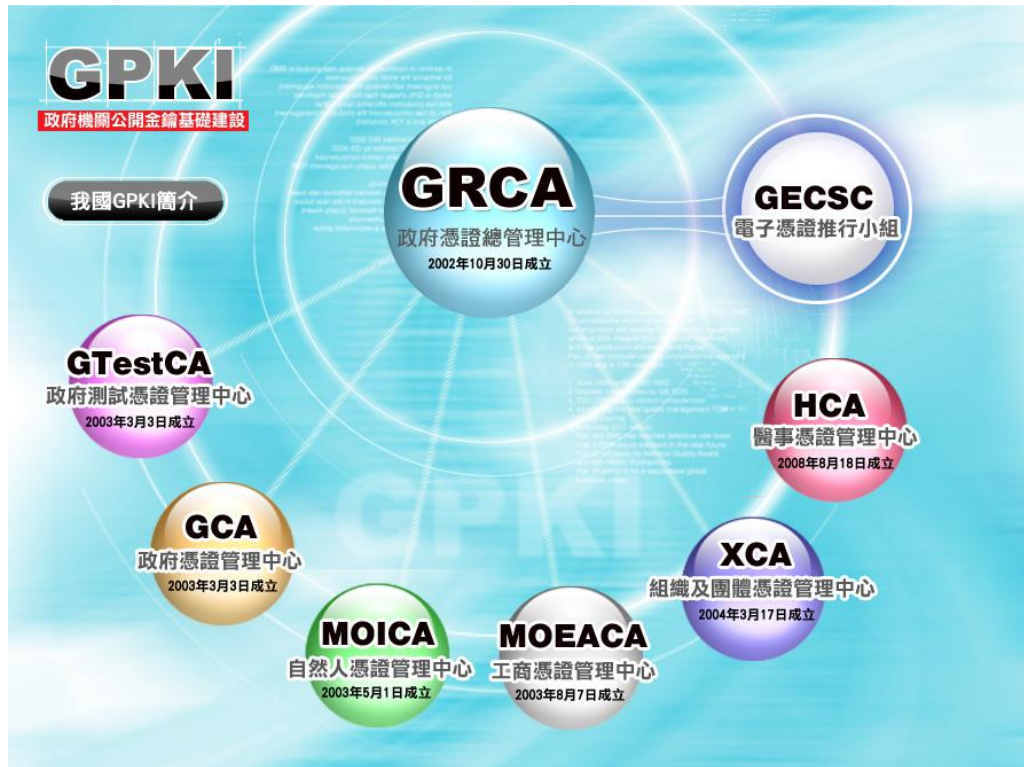 GPKI
政府機關公開金鑰基礎建設
我國GPKI簡介
GRCA
政府憑證總管理中心
2002年10月30日成立
GECSC
電子憑證推行小組
GTestCA
政府測試憑證管理中心
2003年3月3日成立
GCA
政府憑證管理中心
2003年3月3日成立
MOICA
自然人憑證管理中心
2003年5月1日成立
MOEACA
工商憑證管理中心
2003年8月7日成立
XCA
組織及團體憑證管理中心
2004年3月17日成立
HCA
醫事憑證管理中心
2008年8月18日成立
GPKI